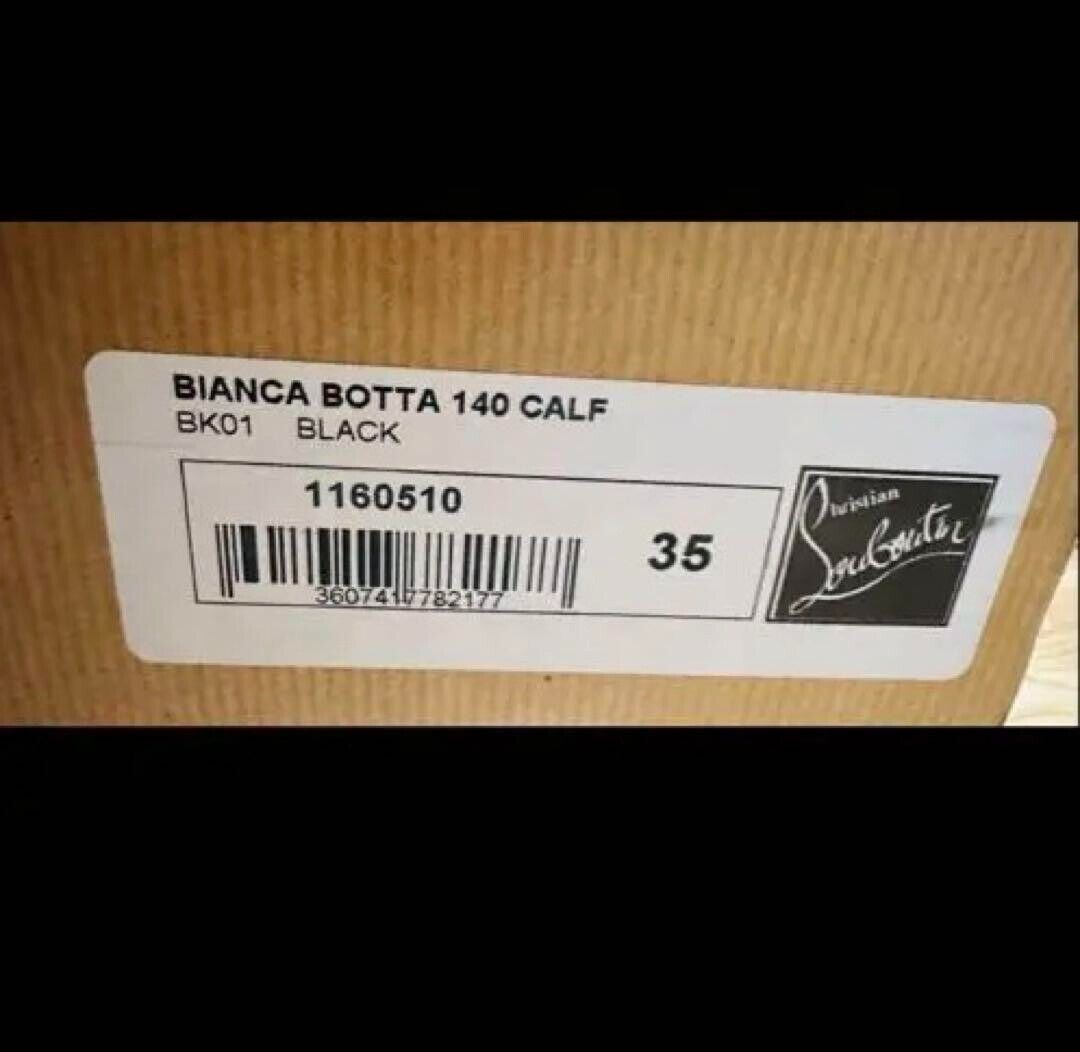 BIANCA BOTTA 140 CALF
BK01 BLACK
1160510
3607417782177
35
Christian
Louboutin